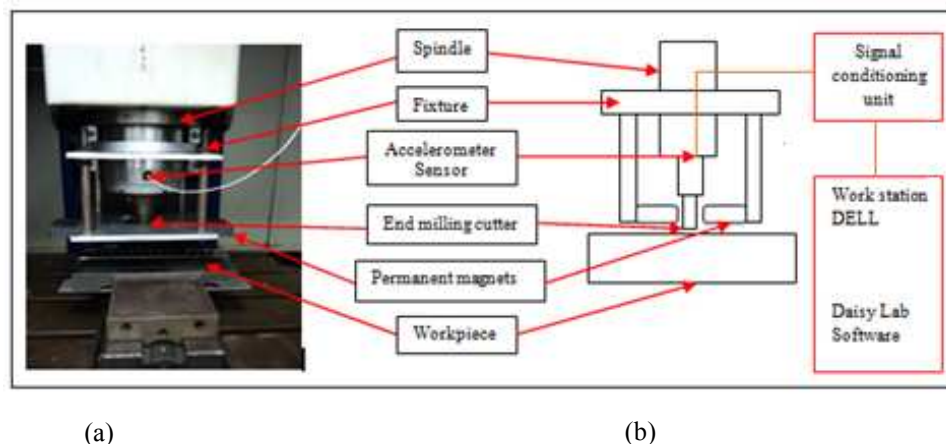 Spindle
Fixture
Accelerometer
Sensor
End milling cutter
Permanent magnets
Workpiece
Signal
conditioning
unit
Work station
DELL
Daisy Lab
Software
(a)
(b)